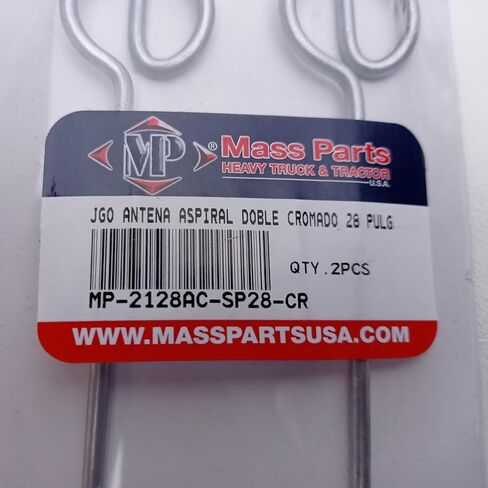 MP
®
Mass Parts
HEAVY TRUCK & TRACTOR
U.S.A.
JGO ANTENA ASPIRAL DOBLE CROMADO 28 PULG
QTY.2PCS
MP-2128AC-SP28-CR
WWW.MASSPARTSUSA.COM